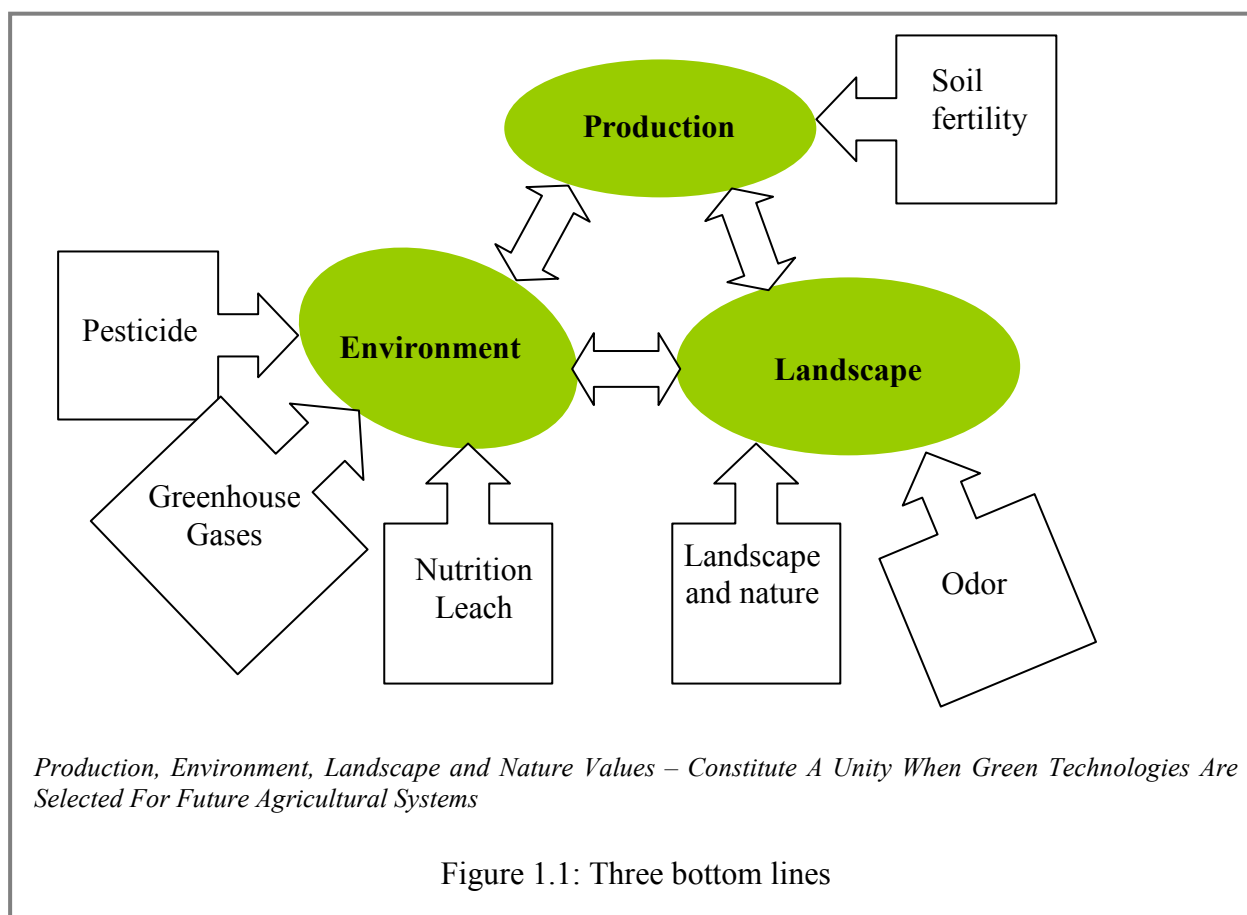 Soil
fertility
Production
Pesticide
Environment
Landscape
Greenhouse
Gases
Nutrition
Leach
Landscape
and nature
Odor
Production, Environment, Landscape and Nature Values – Constitute A Unity When Green Technologies Are
Selected For Future Agricultural Systems
Figure 1.1: Three bottom lines